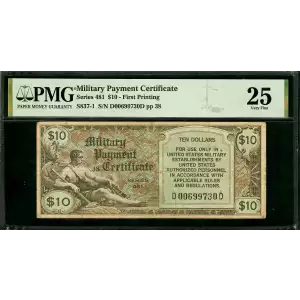 PMG
PAPER MONEY GUARANTY
Military Payment Certificate
Series 481 $10 - First Printing
S837-1 S/N D00699730D pp 38
25
Very Fine
$10
Military
Payment
Certificate
SERIES
481
TEN DOLLARS
FOR USE ONLY IN
UNITED STATES MILITARY
ESTABLISHMENTS BY
UNITED STATES
AUTHORIZED PERSONNEL
IN ACCORDANCE WITH
APPLICABLE RULES
AND REGULATIONS.
$10
$10
D00699730D
$10